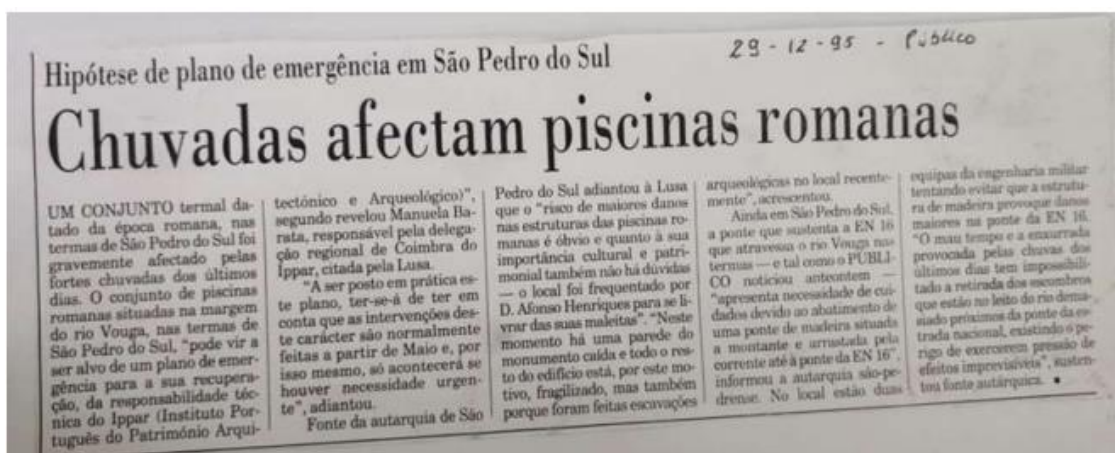 29-12-95 - Público
Hipótese de plano de emergência em São Pedro do Sul
Chuvadas afectam piscinas romanas
UM CONJUNTO termal da-
tado da época romana, nas
termas de São Pedro do Sul foi
gravemente afectado pelas
fortes chuvadas dos últimos
dias. O conjunto de piscinas
romanas situadas na margem
do rio Vouga, nas termas de
São Pedro do Sul, "pode vir a
ser alvo de um plano de emer-
gência para a sua recupera-
ção, da responsabilidade téc-
nica do Ippar (Instituto Por-
tuguês do Património Arqui-
tectónico e Arqueológico)",
segundo revelou Manuela Ba-
rata, responsável pela delega-
ção regional de Coimbra do
Ippar, citada pela Lusa.
"A ser posto em prática es-
te plano, ter-se-á de ter em
conta que as intervenções des-
te carácter são normalmente
feitas a partir de Maio e, por
isso mesmo, só acontecerá se
houver necessidade urgen-
te", adiantou.
Fonte da autarquia de São
Pedro do Sul adiantou à Lusa
que o "risco de maiores danos
nas estruturas das piscinas ro-
manas é óbvio e quanto à sua
importância cultural e patri-
monial também não há dúvidas
— o local foi frequentado por
D. Afonso Henriques para se li-
vrar das suas maleitas". "Neste
momento há uma parede do
monumento caída e todo o res-
to do edifício está, por este mo-
tivo, fragilizado, mas também
porque foram feitas escavações
arqueológicas no local recente-
mente", acrescentou.
Ainda em São Pedro do Sul,
a ponte que sustenta a EN 16
que atravessa o rio Vouga nas
termas — e tal como o PÚBLI-
CO noticiou anteontem —
"apresenta necessidade de cui-
dados devido ao abatimento de
uma ponte de madeira situada
a montante e arrastada pela
corrente até à ponte da EN 16",
informou a autarquia são-pe-
drense. No local estão duas
equipas da engenharia militar
tentando evitar que a estrutu-
ra de madeira provoque danos
maiores na ponte da EN 16.
"O mau tempo e a enxurrada
provocada pelas chuvas dos
últimos dias tem impossibili-
tado a retirada dos escombros
que estão no leito do rio dema-
siado próximos da ponte da es-
trada nacional, existindo o pe-
rigo de exercerem pressão de
efeitos imprevisíveis", susten-
tou fonte autárquica.